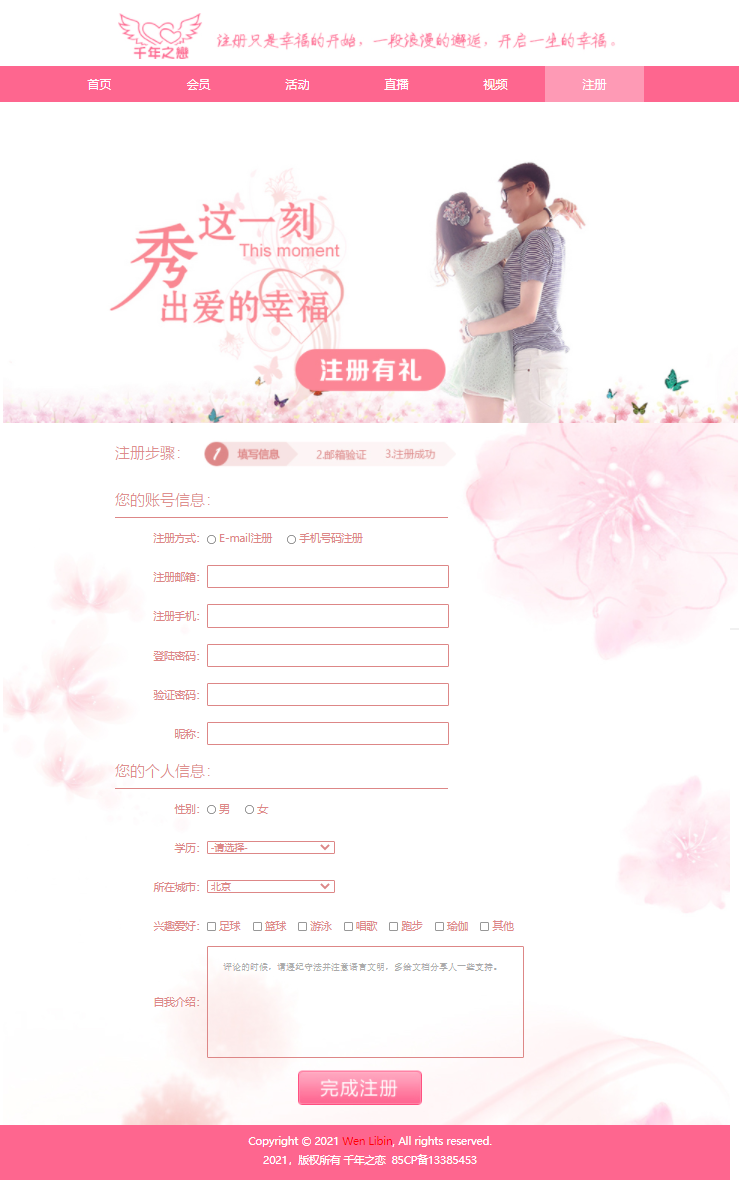 千年之戀
注册只是幸福的开始，一段浪漫的邂逅，开启一生的幸福。
首页 会员 活动 直播 视频 注册
这一刻
秀
This moment
出爱的幸福
注册有礼
注册步骤： 1 填写信息 2.邮箱验证 3.注册成功
您的账号信息：
注册方式： E-mail注册 手机号码注册
注册邮箱：
注册手机：
登陆密码：
验证密码：
昵称：
您的个人信息：
性别： 男 女
学历： -请选择-
所在城市： 北京
兴趣爱好： 足球 篮球 游泳 唱歌 跑步 瑜伽 其他
评论的时候，请遵纪守法并注意语言文明，多给文档分享人一些支持。
自我介绍：
完成注册
Copyright © 2021 Wen Libin, All rights reserved.
2021，版权所有 千年之恋 85CP备13385453